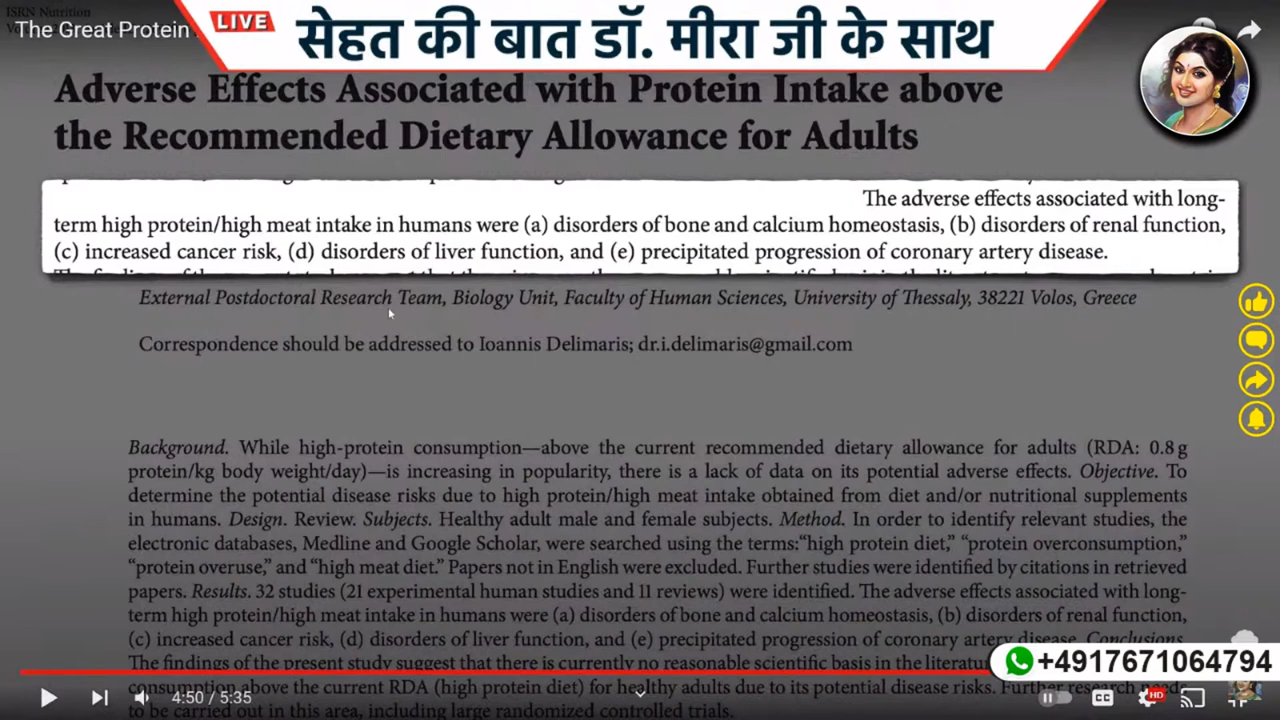 ISRN Nutrition
The Great Protein
LIVE
सेहत की बात डॉ. मीरा जी के साथ
Adverse Effects Associated with Protein Intake above
the Recommended Dietary Allowance for Adults
The adverse effects associated with long-
term high protein/high meat intake in humans were (a) disorders of bone and calcium homeostasis, (b) disorders of renal function,
(c) increased cancer risk, (d) disorders of liver function, and (e) precipitated progression of coronary artery disease.
External Postdoctoral Research Team, Biology Unit, Faculty of Human Sciences, University of Thessaly, 38221 Volos, Greece
Correspondence should be addressed to Ioannis Delimaris; dr.i.delimaris@gmail.com
Background. While high-protein consumption—above the current recommended dietary allowance for adults (RDA: 0.8 g
protein/kg body weight/day)—is increasing in popularity, there is a lack of data on its potential adverse effects. Objective. To
determine the potential disease risks due to high protein/high meat intake obtained from diet and/or nutritional supplements
in humans. Design. Review. Subjects. Healthy adult male and female subjects. Method. In order to identify relevant studies, the
electronic databases, Medline and Google Scholar, were searched using the terms:“high protein diet,” “protein overconsumption,”
“protein overuse,” and “high meat diet.” Papers not in English were excluded. Further studies were identified by citations in retrieved
papers. Results. 32 studies (21 experimental human studies and 11 reviews) were identified. The adverse effects associated with long-
term high protein/high meat intake in humans were (a) disorders of bone and calcium homeostasis, (b) disorders of renal function,
(c) increased cancer risk, (d) disorders of liver function, and (e) precipitated progression of coronary artery disease. Conclusions.
The findings of the present study suggest that there is currently no reasonable scientific basis in the
+4917671064794
consumption above the current RDA (high protein diet) for healthy adults due to its potential disease risks. Further research needs
to be carried out in this area, including large randomized controlled trials.
4:50 / 5:35
CC
HD